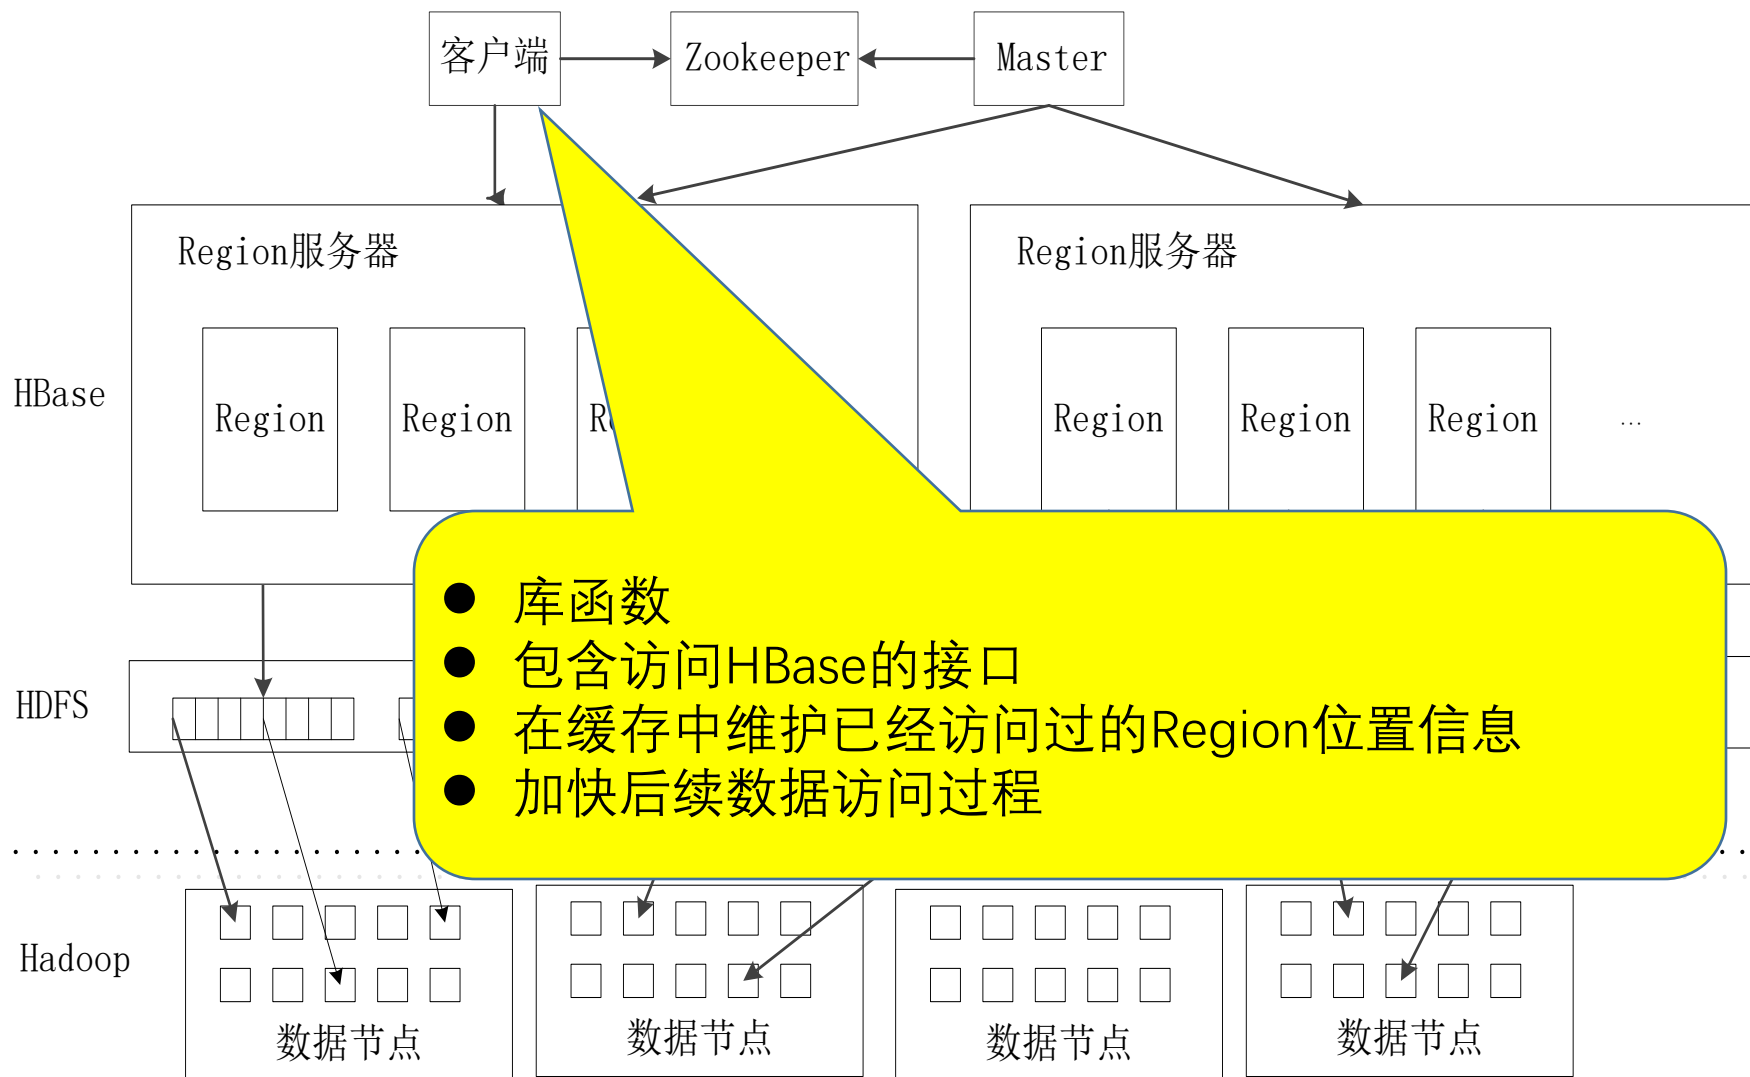 客户端
Zookeeper
Master
Region服务器
Region服务器
HBase
Region
Region
Region
Region
Region
...
● 库函数
● 包含访问HBase的接口
● 在缓存中维护已经访问过的Region位置信息
● 加快后续数据访问过程
HDFS
Hadoop
数据节点
数据节点
数据节点
数据节点